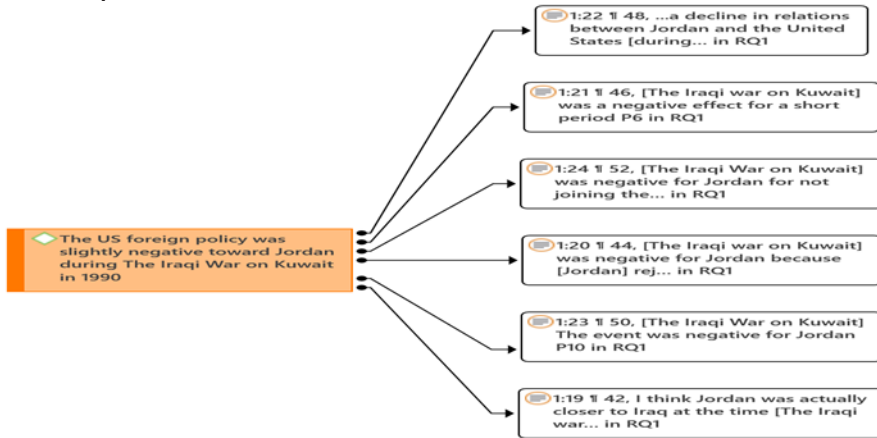 1:22 ¶ 48, ...a decline in relations
between Jordan and the United
States [during... in RQ1
1:21 ¶ 46, [The Iraqi war on Kuwait]
was a negative effect for a short
period P6 in RQ1
1:24 ¶ 52, [The Iraqi War on Kuwait]
was negative for Jordan for not
joining the... in RQ1
The US foreign policy was
slightly negative toward Jordan
during The Iraqi War on Kuwait
in 1990
1:20 ¶ 44, [The Iraqi war on Kuwait]
was negative for Jordan because
[Jordan] rej... in RQ1
1:23 ¶ 50, [The Iraqi War on Kuwait]
The event was negative for Jordan
P10 in RQ1
1:19 ¶ 42, I think Jordan was actually
closer to Iraq at the time [The Iraqi
war... in RQ1